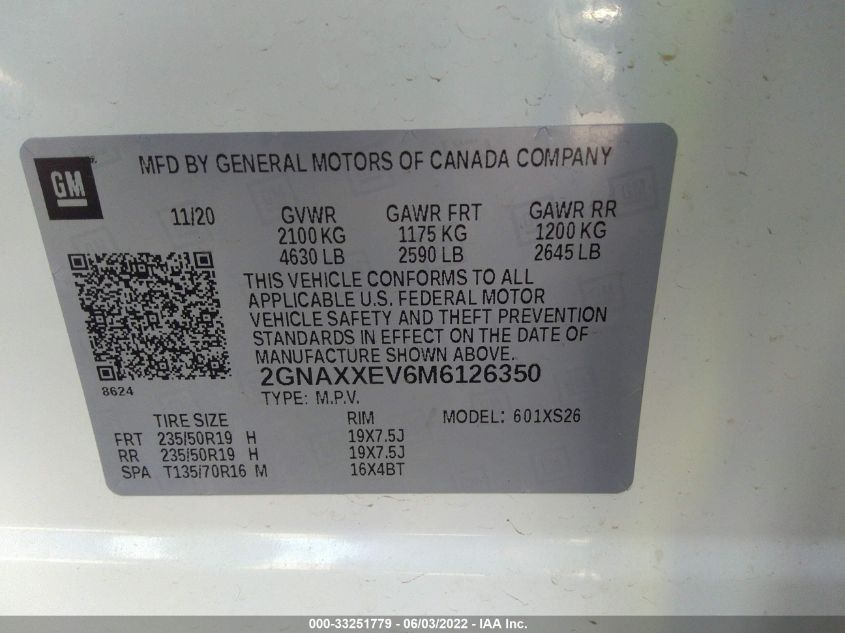 GM
MFD BY GENERAL MOTORS OF CANADA COMPANY
11/20 GVWR GAWR FRT GAWR RR
2100 KG 1175 KG 1200 KG
4630 LB 2590 LB 2645 LB
THIS VEHICLE CONFORMS TO ALL
APPLICABLE U.S. FEDERAL MOTOR
VEHICLE SAFETY AND THEFT PREVENTION
STANDARDS IN EFFECT ON THE DATE OF
MANUFACTURE SHOWN ABOVE.
8624 2GNAXXEV6M6126350
TYPE: M.P.V.
TIRE SIZE RIM MODEL: 601XS26
FRT 235/50R19 H 19X7.5J
RR 235/50R19 H 19X7.5J
SPA T135/70R16 M 16X4BT
000-33251779 - 06/03/2022 - IAA Inc.